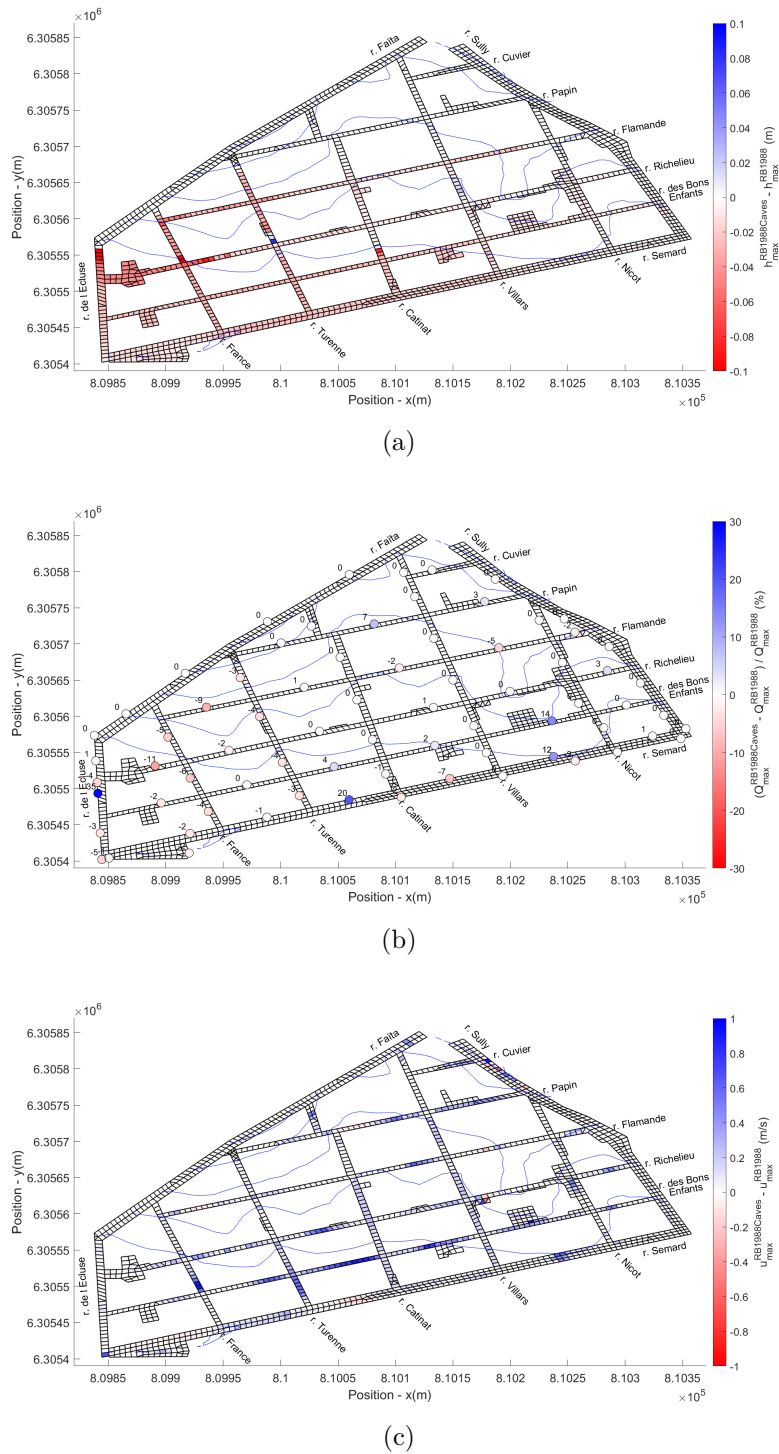 ×10⁶
6.30585
6.3058
6.30575
6.3057
6.30565
6.3056
6.30555
6.3055
6.30545
6.3054
Position - y(m)
r. Faïta
r. Sully
r. Cuvier
r. Papin
r. Flamande
r. Richelieu
r. des Bons
Enfants
r. Semard
r. Nicot
r. Villars
r. Catinat
r. Turenne
r. France
r. de l Ecluse
8.0985 8.099 8.0995 8.1 8.1005 8.101 8.1015 8.102 8.1025 8.103 8.1035
Position - x(m)
×10⁵
0.1
0.08
0.06
0.04
0.02
0
-0.02
-0.04
-0.06
-0.08
-0.1
h_max^RB1988Caves - h_max^RB1988 (m)
(a)
×10⁶
6.30585
6.3058
6.30575
6.3057
6.30565
6.3056
6.30555
6.3055
6.30545
6.3054
Position - y(m)
r. Faïta
r. Sully
r. Cuvier
r. Papin
r. Flamande
r. Richelieu
r. des Bons
Enfants
r. Semard
r. Nicot
r. Villars
r. Catinat
r. Turenne
r. France
r. de l Ecluse
8.0985 8.099 8.0995 8.1 8.1005 8.101 8.1015 8.102 8.1025 8.103 8.1035
Position - x(m)
×10⁵
30
20
10
0
-10
-20
-30
(Q_max^RB1988Caves - Q_max^RB1988) / Q_max^RB1988 (%)
(b)
×10⁶
6.30585
6.3058
6.30575
6.3057
6.30565
6.3056
6.30555
6.3055
6.30545
6.3054
Position - y(m)
r. Faïta
r. Sully
r. Cuvier
r. Papin
r. Flamande
r. Richelieu
r. des Bons
Enfants
r. Semard
r. Nicot
r. Villars
r. Catinat
r. Turenne
r. France
r. de l Ecluse
8.0985 8.099 8.0995 8.1 8.1005 8.101 8.1015 8.102 8.1025 8.103 8.1035
Position - x(m)
×10⁵
1
0.8
0.6
0.4
0.2
0
-0.2
-0.4
-0.6
-0.8
-1
u_max^RB1988Caves - u_max^RB1988 (m/s)
(c)